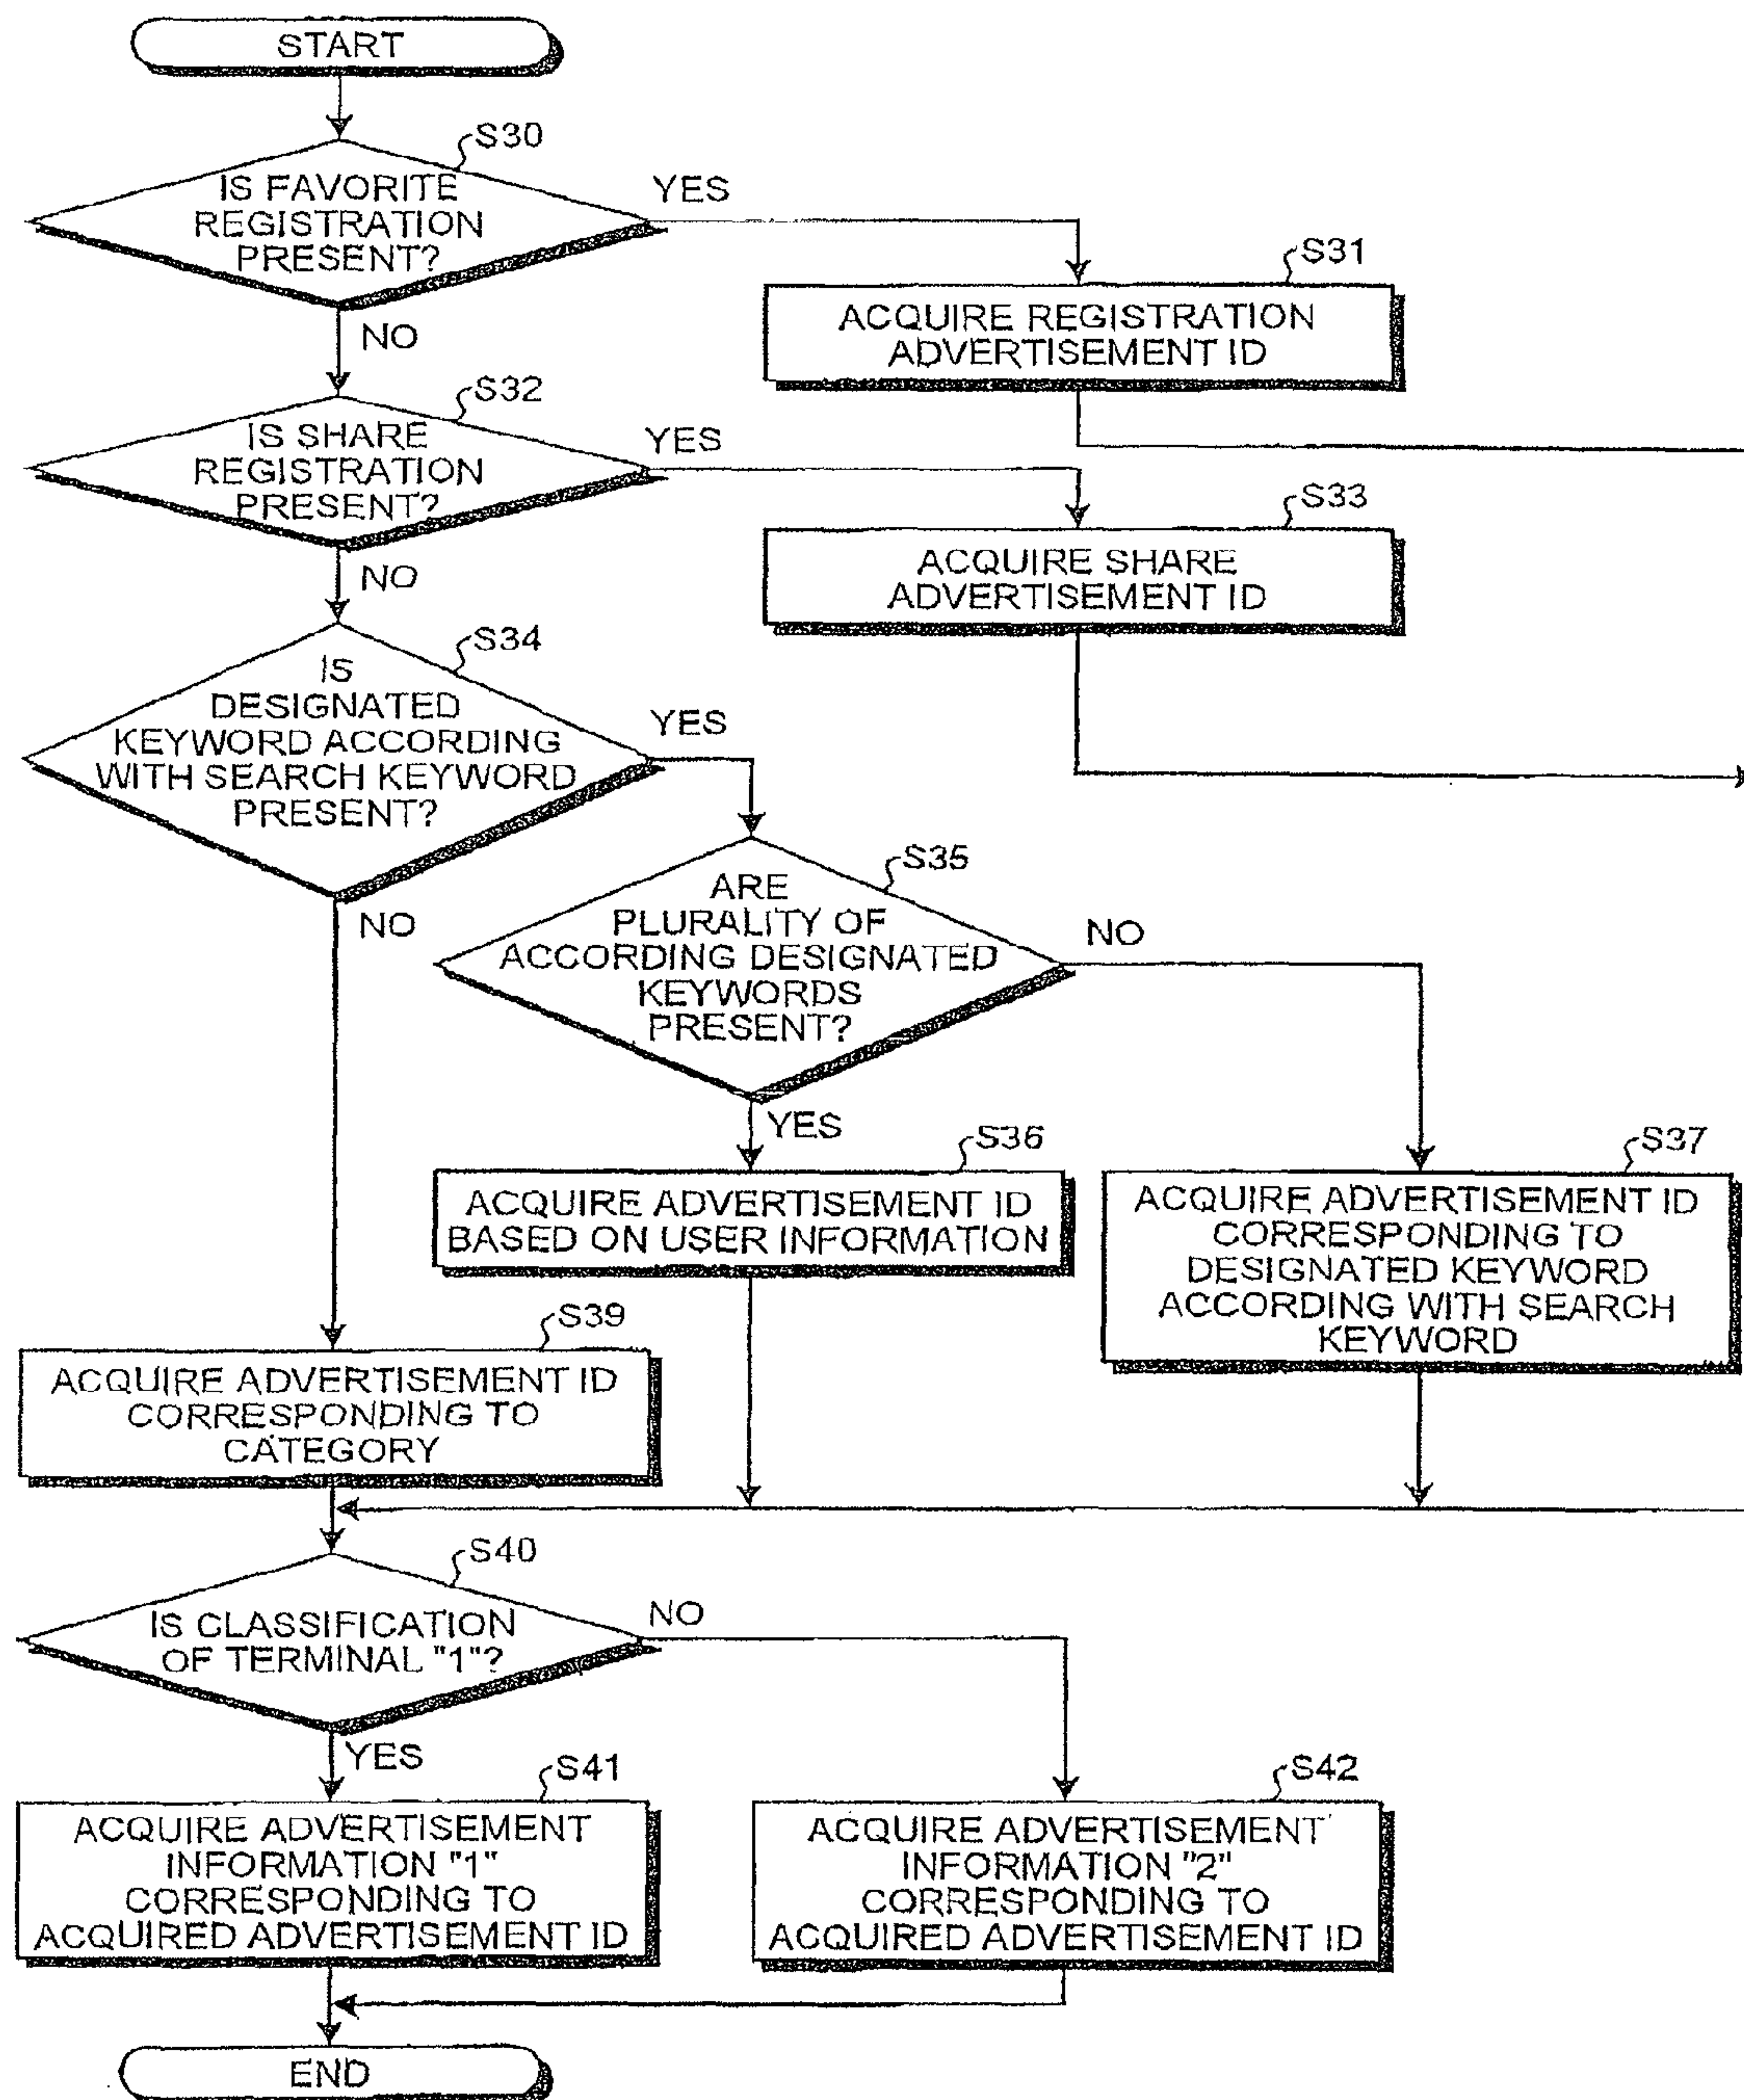 START
S30
IS FAVORITE
REGISTRATION
PRESENT?
YES
NO
S31
ACQUIRE REGISTRATION
ADVERTISEMENT ID
S32
IS SHARE
REGISTRATION
PRESENT?
YES
NO
S33
ACQUIRE SHARE
ADVERTISEMENT ID
S34
IS
DESIGNATED
KEYWORD ACCORDING
WITH SEARCH KEYWORD
PRESENT?
YES
NO
S35
ARE
PLURALITY OF
ACCORDING DESIGNATED
KEYWORDS
PRESENT?
NO
YES
S36
ACQUIRE ADVERTISEMENT ID
BASED ON USER INFORMATION
S37
ACQUIRE ADVERTISEMENT ID
CORRESPONDING TO
DESIGNATED KEYWORD
ACCORDING WITH SEARCH
KEYWORD
S39
ACQUIRE ADVERTISEMENT ID
CORRESPONDING TO
CATEGORY
S40
IS CLASSIFICATION
OF TERMINAL "1"?
NO
YES
S41
ACQUIRE ADVERTISEMENT
INFORMATION "1"
CORRESPONDING TO
ACQUIRED ADVERTISEMENT ID
S42
ACQUIRE ADVERTISEMENT
INFORMATION "2"
CORRESPONDING TO
ACQUIRED ADVERTISEMENT ID
END